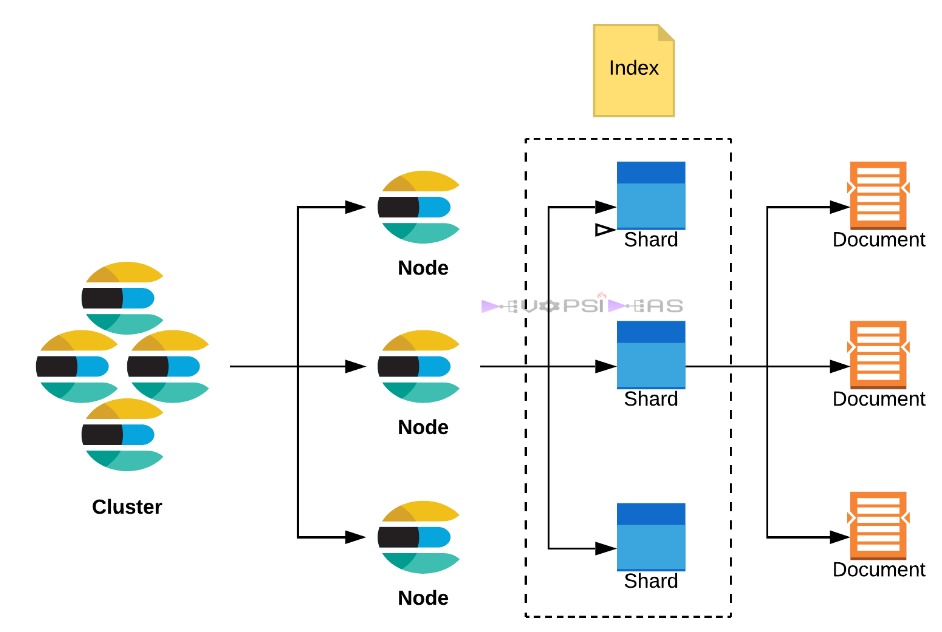 Index
Shard
Document
Node
Shard
Document
Node
Cluster
Shard
Document
Node